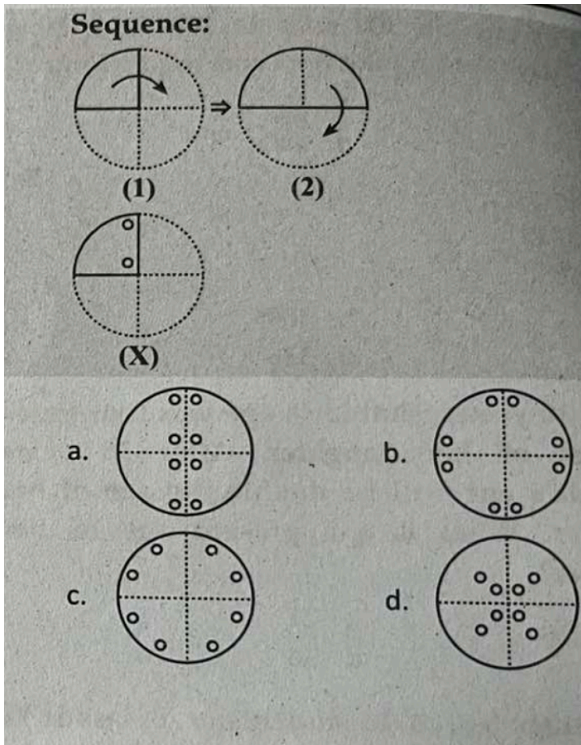 Sequence:
(1) (2)
(X)
a. b.
c. d.